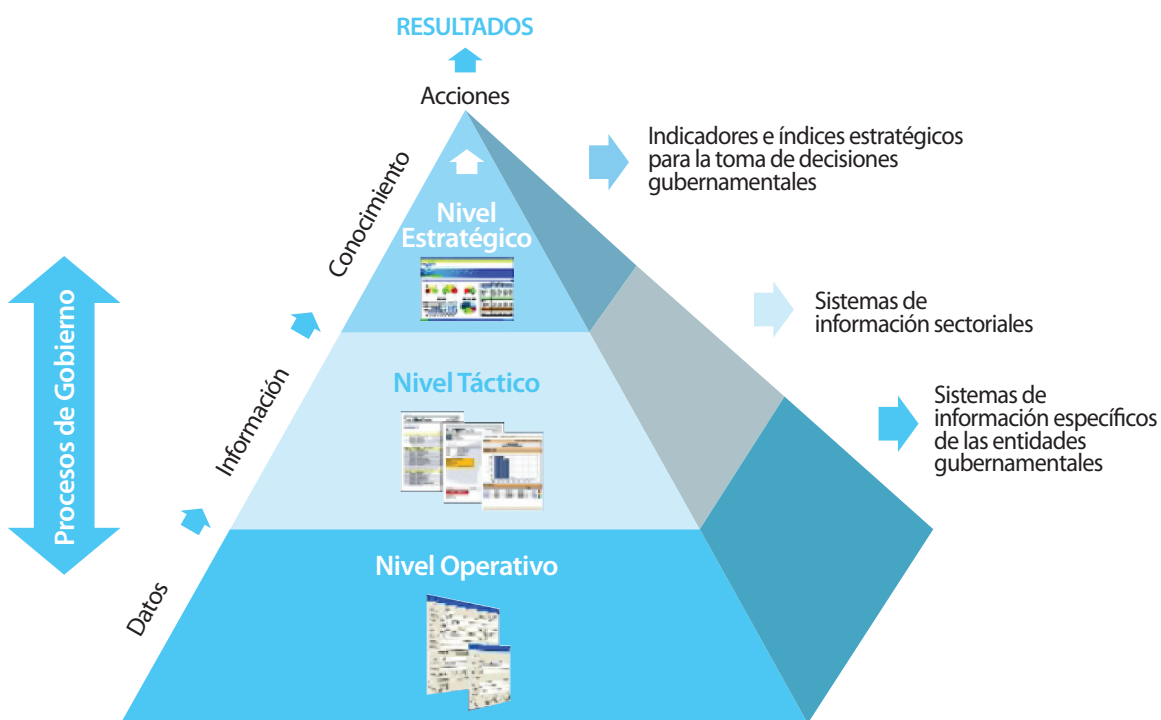 RESULTADOS
Acciones
Indicadores e índices estratégicos
para la toma de decisiones
gubernamentales
Conocimiento
Nivel
Estratégico
Sistemas de
información sectoriales
Procesos de Gobierno
Información
Nivel Táctico
Sistemas de
información específicos
de las entidades
gubernamentales
Nivel Operativo
Datos